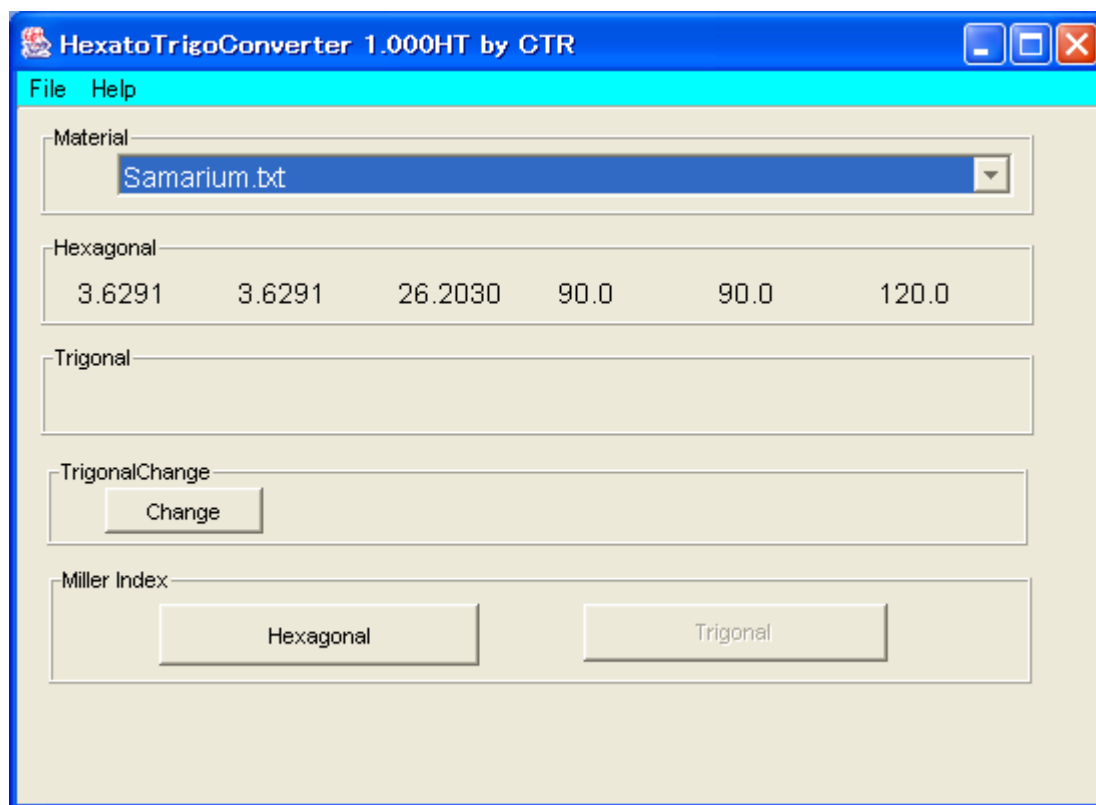 HexatoTrigoConverter 1.000HT by CTR
File Help
Material
Samarium.txt
Hexagonal
3.6291 3.6291 26.2030 90.0 90.0 120.0
Trigonal
TrigonalChange
Change
Miller Index
Hexagonal Trigonal